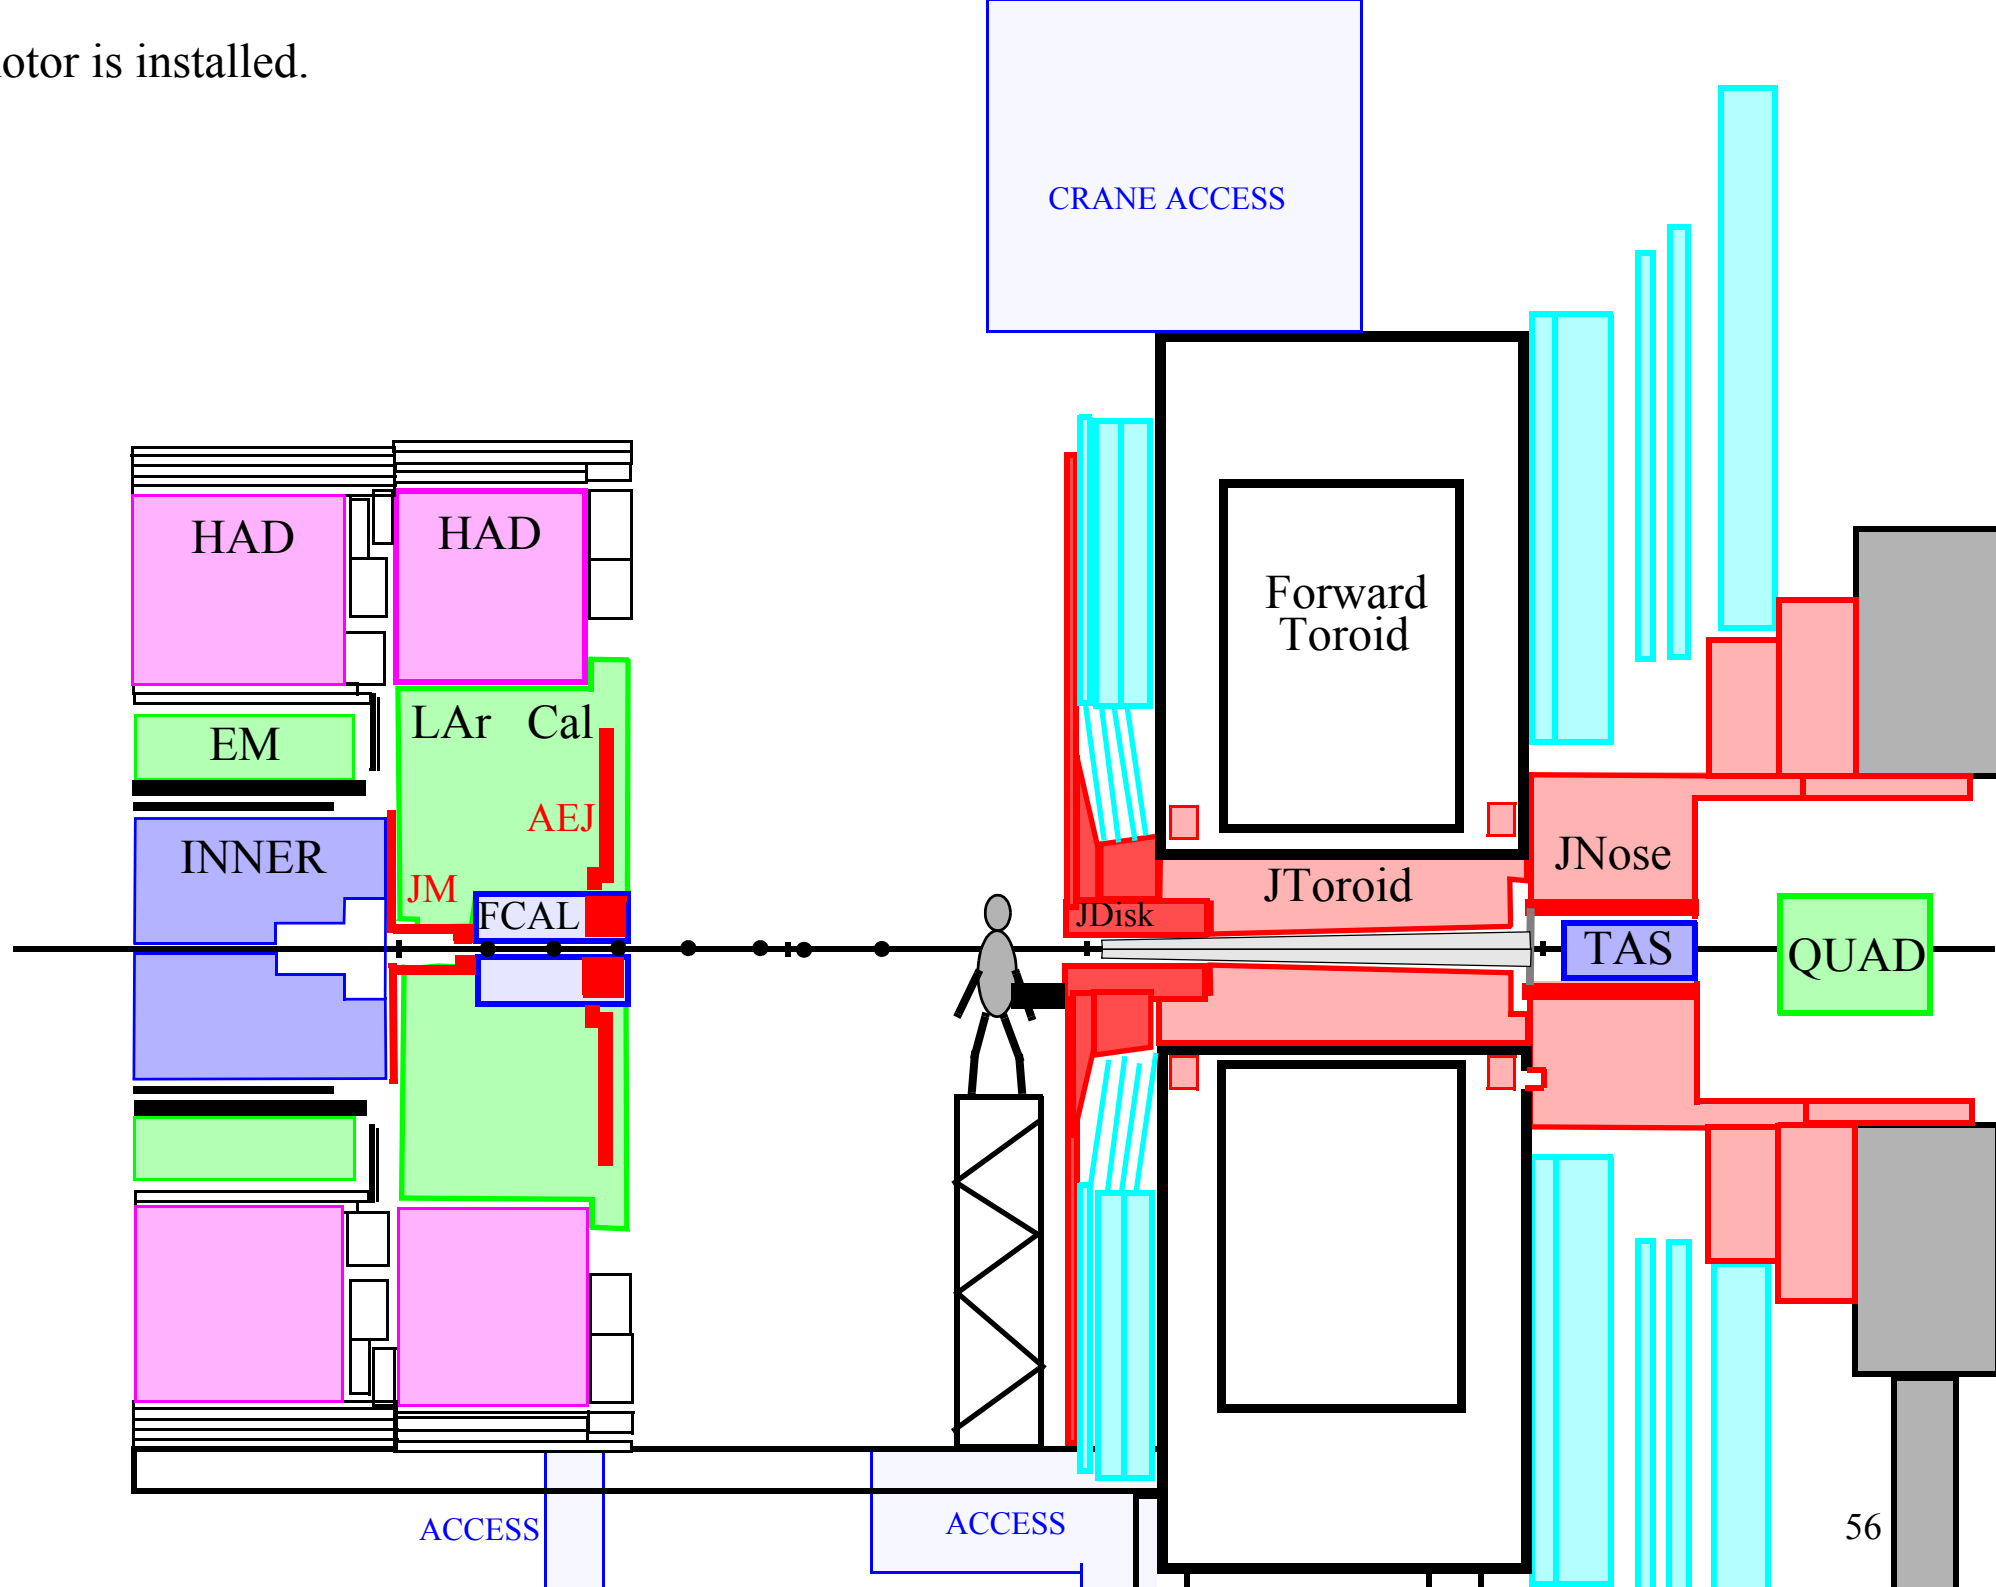 otor is installed.
CRANE ACCESS
HAD
HAD
Forward
Toroid
LAr Cal
EM
AEJ
INNER
JNose
JM
JToroid
FCAL
JDisk
TAS
QUAD
ACCESS
ACCESS
56